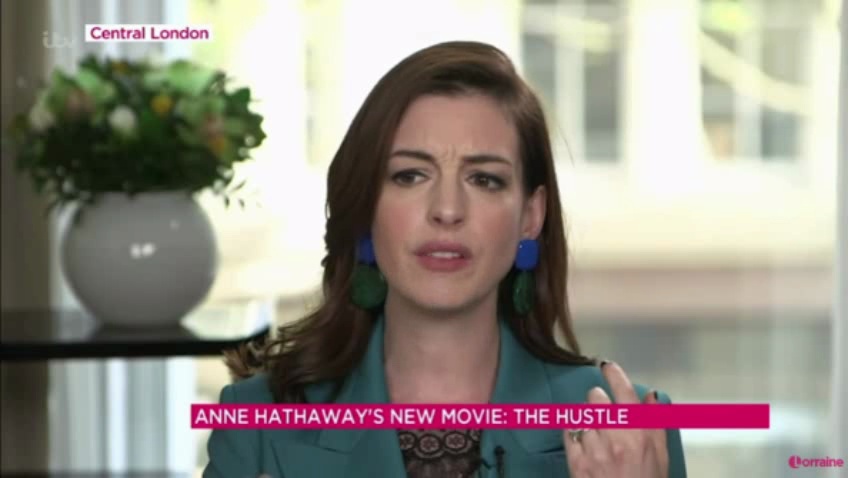 itv
Central London
ANNE HATHAWAY'S NEW MOVIE: THE HUSTLE
Lorraine